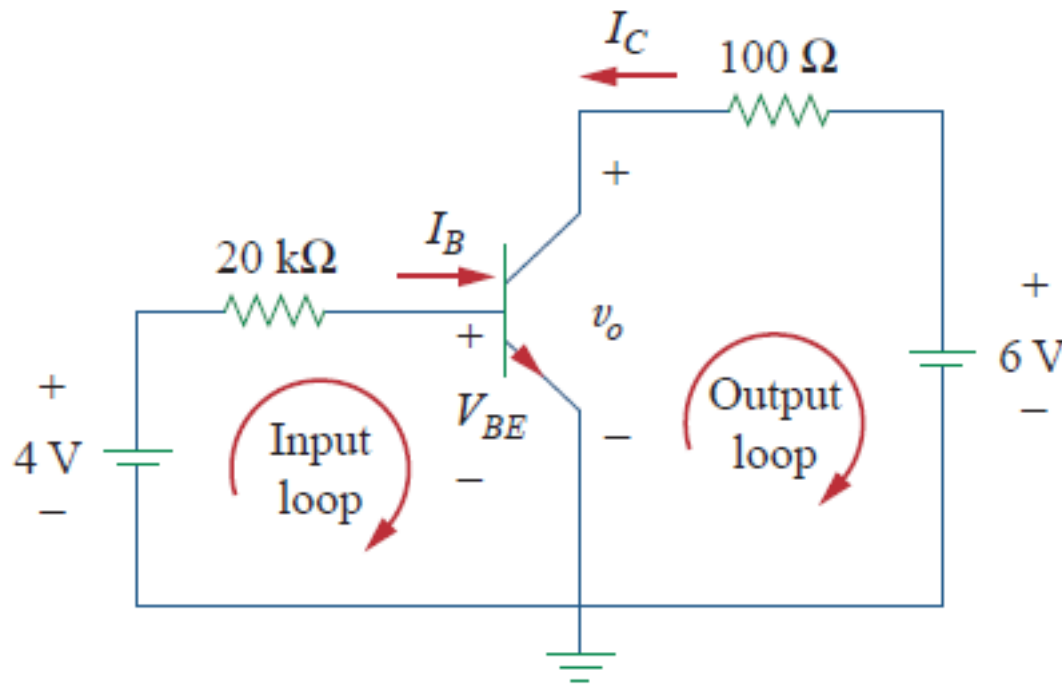 I_C
100 Ω
+
I_B
20 kΩ
+
v_o
+
+
6 V
Output
loop
V_BE
Input
loop
4 V
−
−
−
−